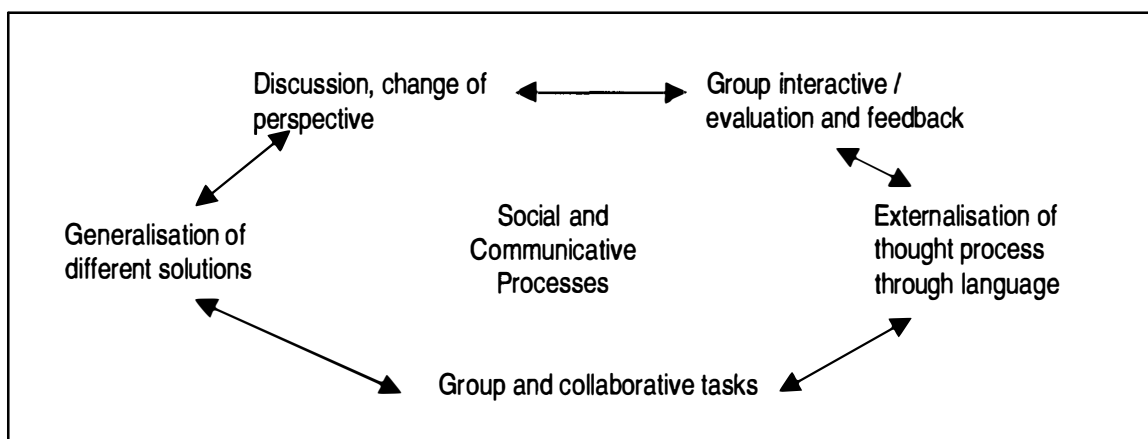 Discussion, change of
perspective
Group interactive /
evaluation and feedback
Generalisation of
different solutions
Social and
Communicative
Processes
Externalisation of
thought process
through language
Group and collaborative tasks